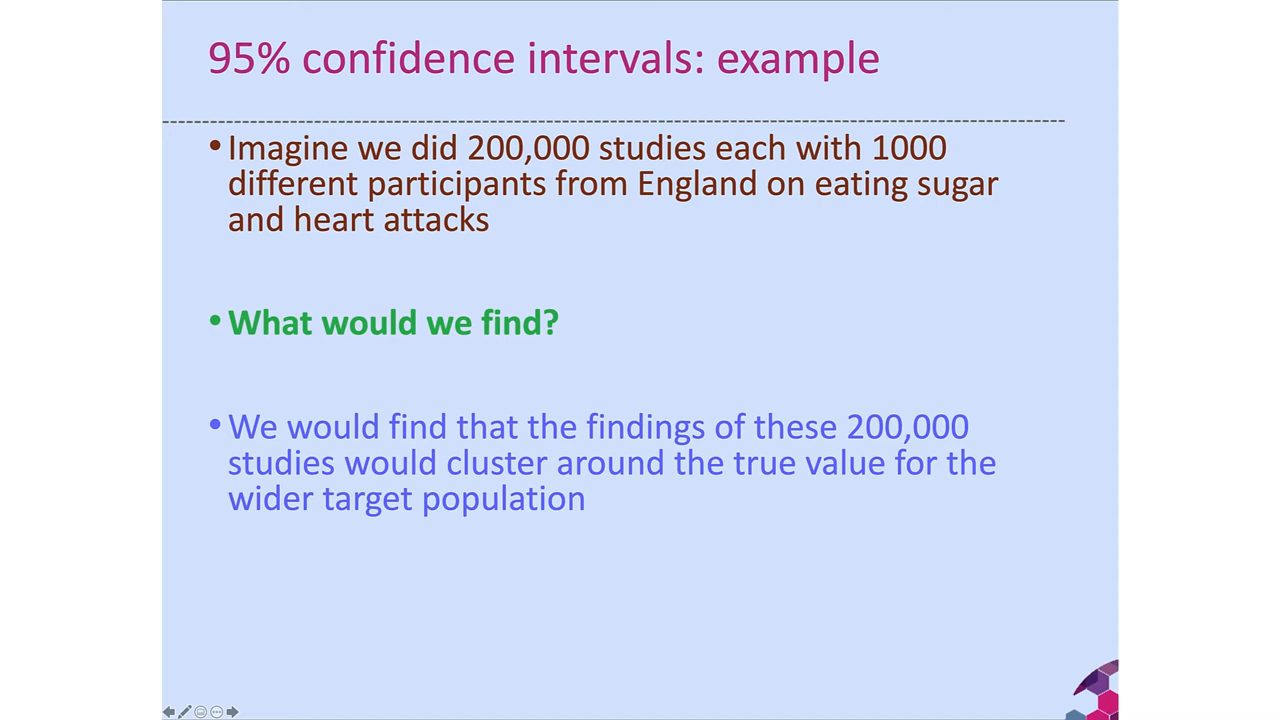 95% confidence intervals: example
•Imagine we did 200,000 studies each with 1000
different participants from England on eating sugar
and heart attacks
•What would we find?
•We would find that the findings of these 200,000
studies would cluster around the true value for the
wider target population